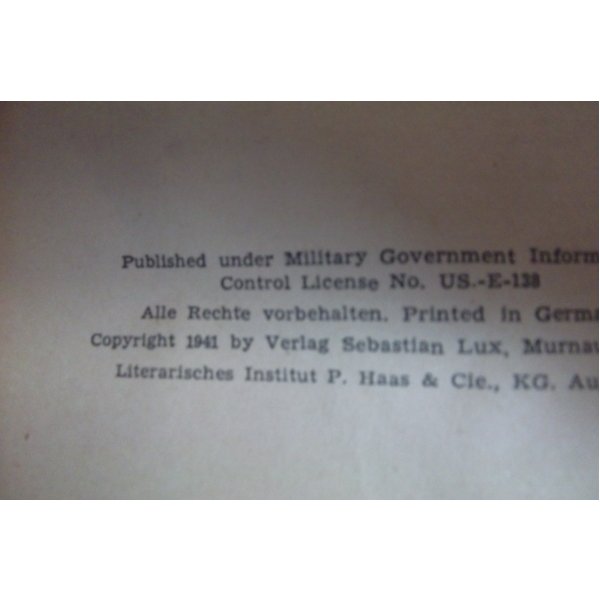 Published under Military Government Inform
Control License No. US.-E-138
Alle Rechte vorbehalten. Printed in Germa
Copyright 1941 by Verlag Sebastian Lux, Murnau
Literarisches Institut P. Haas & Cie., KG. Au